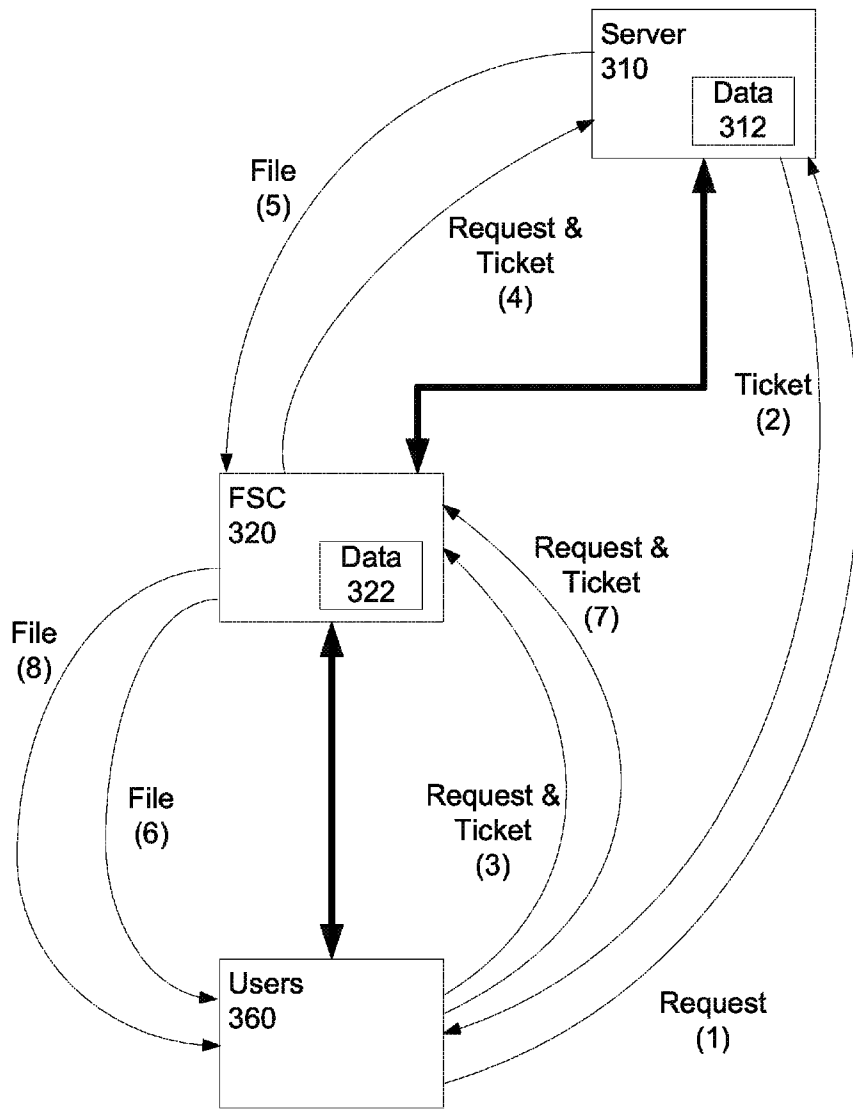 Server
310
Data
312
File
(5)
Request &
Ticket
(4)
Ticket
(2)
FSC
320
Data
322
Request &
Ticket
(7)
File
(8)
File
(6)
Request &
Ticket
(3)
Users
360
Request
(1)